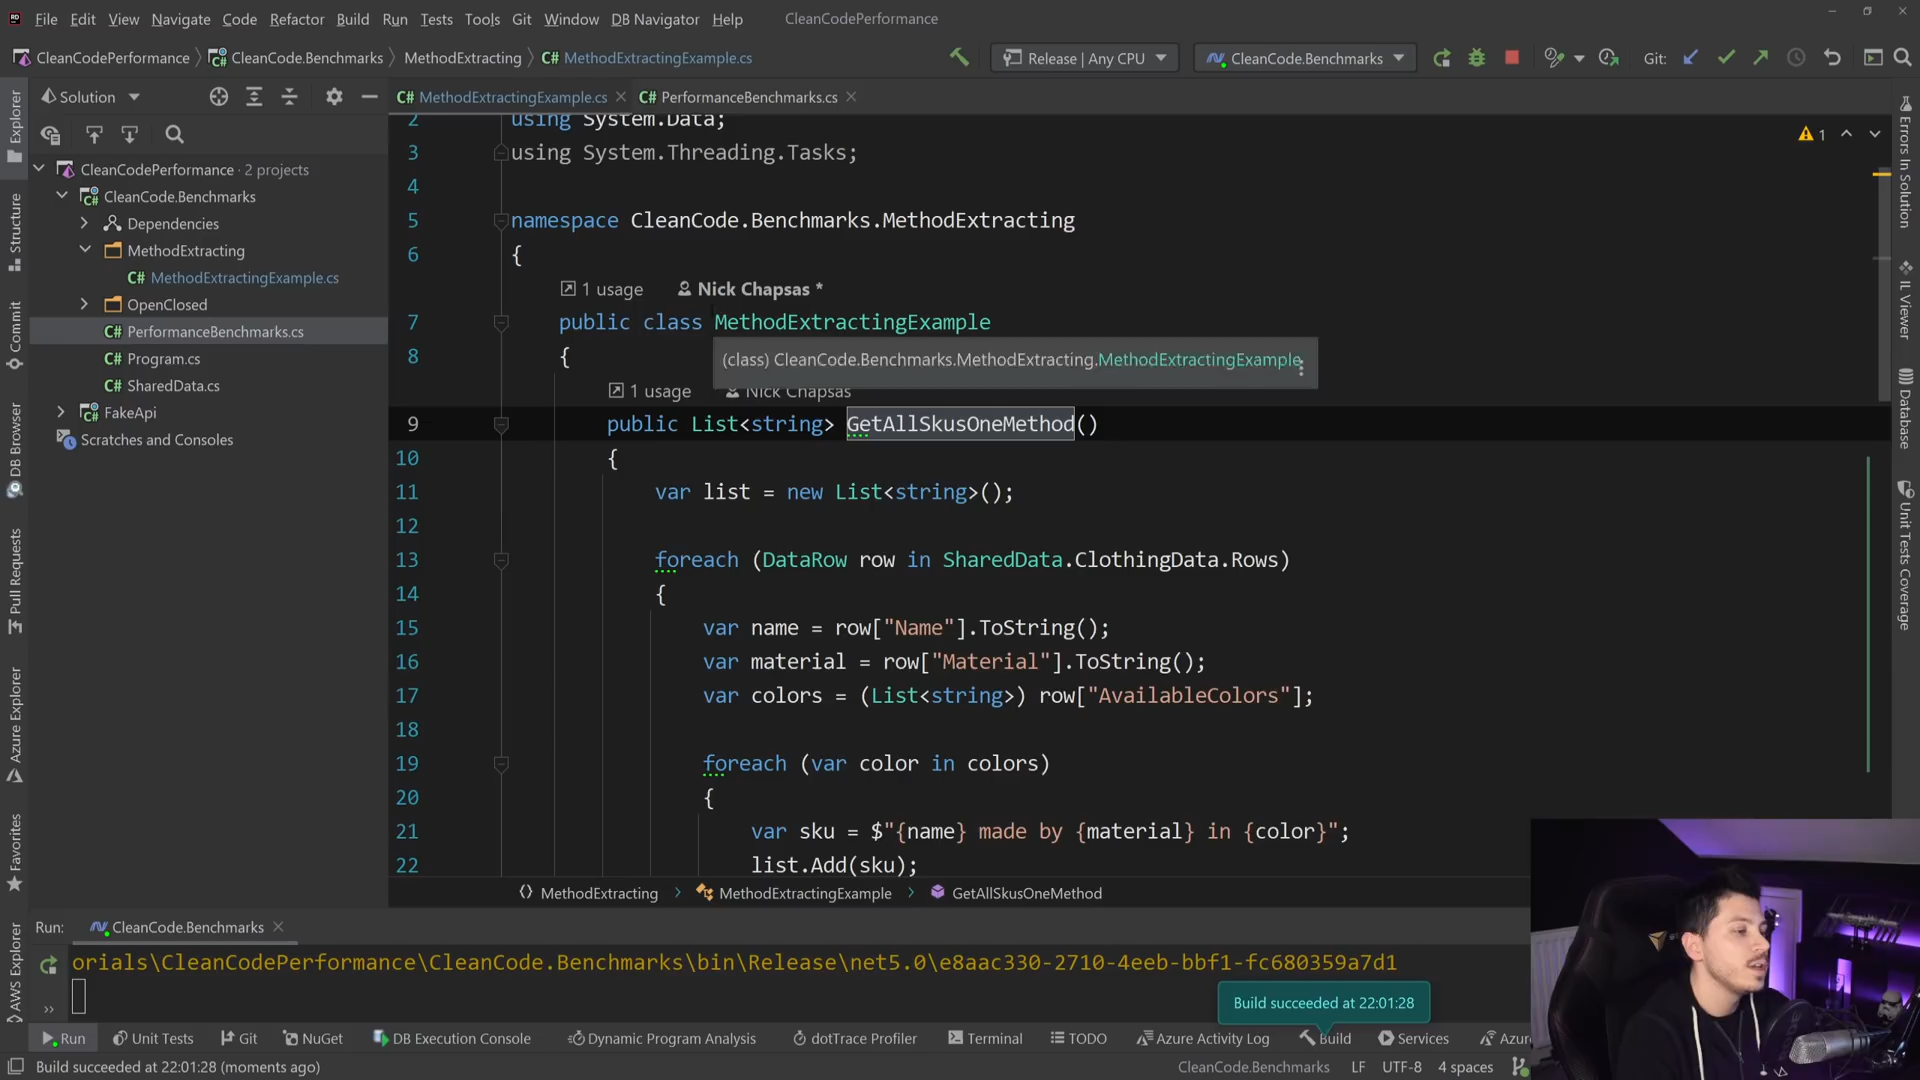 File Edit View Navigate Code Refactor Build Run Tests Tools Git Window DB Navigator Help CleanCodePerformance
CleanCodePerformance CleanCode.Benchmarks MethodExtracting C# MethodExtractingExample.cs Release | Any CPU CleanCode.Benchmarks Git:
Solution
C# MethodExtractingExample.cs C# PerformanceBenchmarks.cs
Explorer
Structure
Commit
DB Browser
Pull Requests
Azure Explorer
Favorites
AWS Explorer
CleanCodePerformance · 2 projects
CleanCode.Benchmarks
Dependencies
MethodExtracting
C# MethodExtractingExample.cs
OpenClosed
C# PerformanceBenchmarks.cs
C# Program.cs
C# SharedData.cs
FakeApi
Scratches and Consoles
2 using System.Data;
3 using System.Threading.Tasks;
4
5 namespace CleanCode.Benchmarks.MethodExtracting
6 {
1 usage Nick Chapsas *
7 public class MethodExtractingExample
8 {
(class) CleanCode.Benchmarks.MethodExtracting.MethodExtractingExample
1 usage Nick Chapsas
9 public List<string> GetAllSkusOneMethod()
10 {
11 var list = new List<string>();
12
13 foreach (DataRow row in SharedData.ClothingData.Rows)
14 {
15 var name = row["Name"].ToString();
16 var material = row["Material"].ToString();
17 var colors = (List<string>) row["AvailableColors"];
18
19 foreach (var color in colors)
20 {
21 var sku = $"{name} made by {material} in {color}";
22 list.Add(sku);
MethodExtracting MethodExtractingExample GetAllSkusOneMethod
1
Errors In Solution
IL Viewer
Database
Unit Tests Coverage
Run: CleanCode.Benchmarks
orials\CleanCodePerformance\CleanCode.Benchmarks\bin\Release\net5.0\e8aac330-2710-4eeb-bbf1-fc680359a7d1
Build succeeded at 22:01:28
Run Unit Tests Git NuGet DB Execution Console Dynamic Program Analysis dotTrace Profiler Terminal TODO Azure Activity Log Build Services Azur
Build succeeded at 22:01:28 (moments ago) CleanCode.Benchmarks LF UTF-8 4 spaces